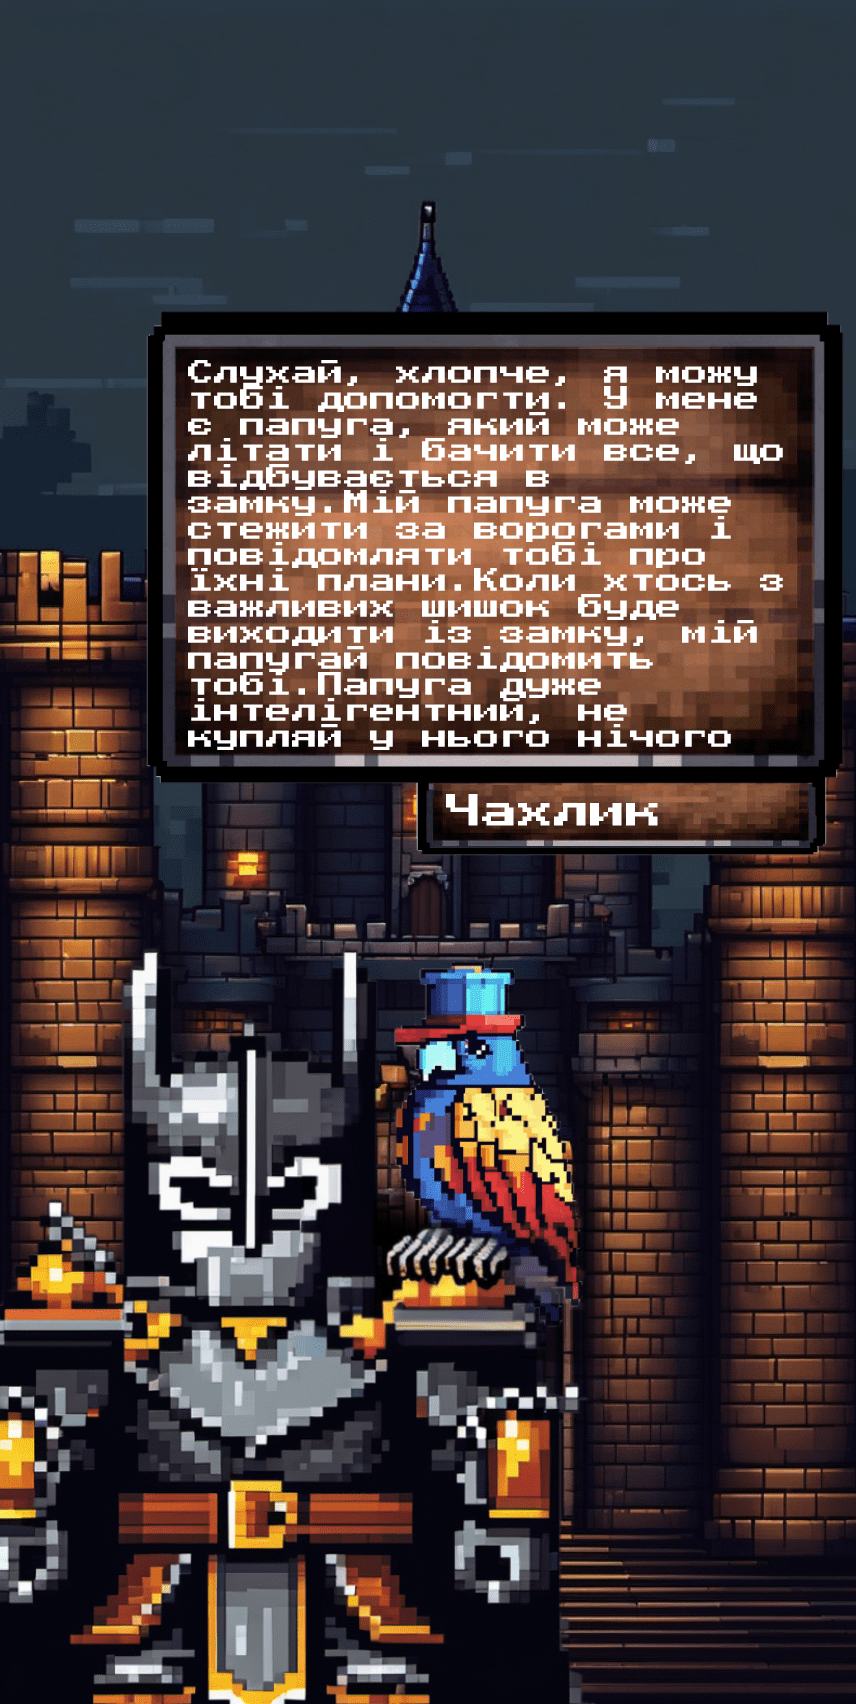 Слухай, хлопче, я можу
тобі допомогти. У мене
є папуга, який може
літати і бачити все, що
відбувається в
замку.Мій папуга може
стежити за ворогами і
повідомляти тобі про
їхні плани.Коли хтось з
важливих шишок буде
виходити із замку, мій
папугай повідомить
тобі.Папуга дуже
інтелігентний, не
купляй у нього нічого
Чахлик